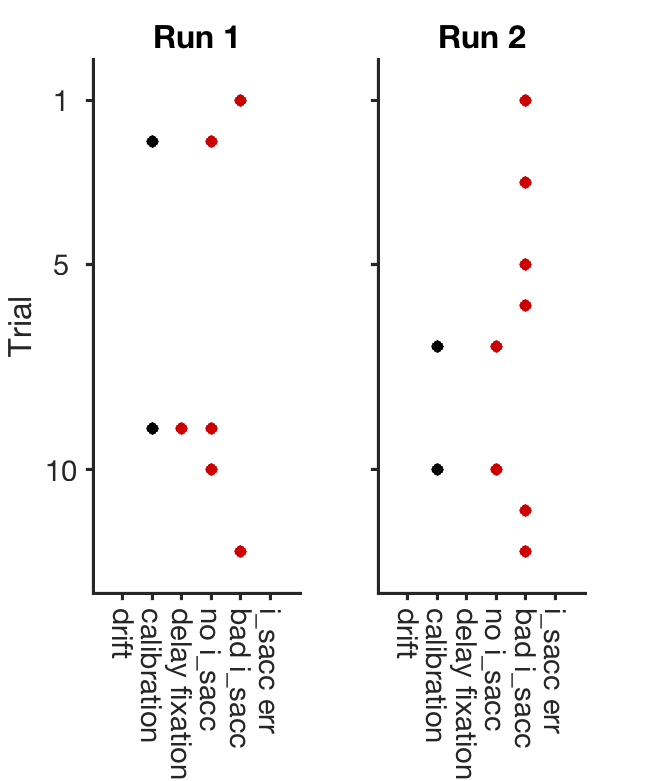 Run 1
Run 2
Trial
1
5
10
drift
calibration
delay fixation
no i_sacc
bad i_sacc
i_sacc err
drift
calibration
delay fixation
no i_sacc
bad i_sacc
i_sacc err